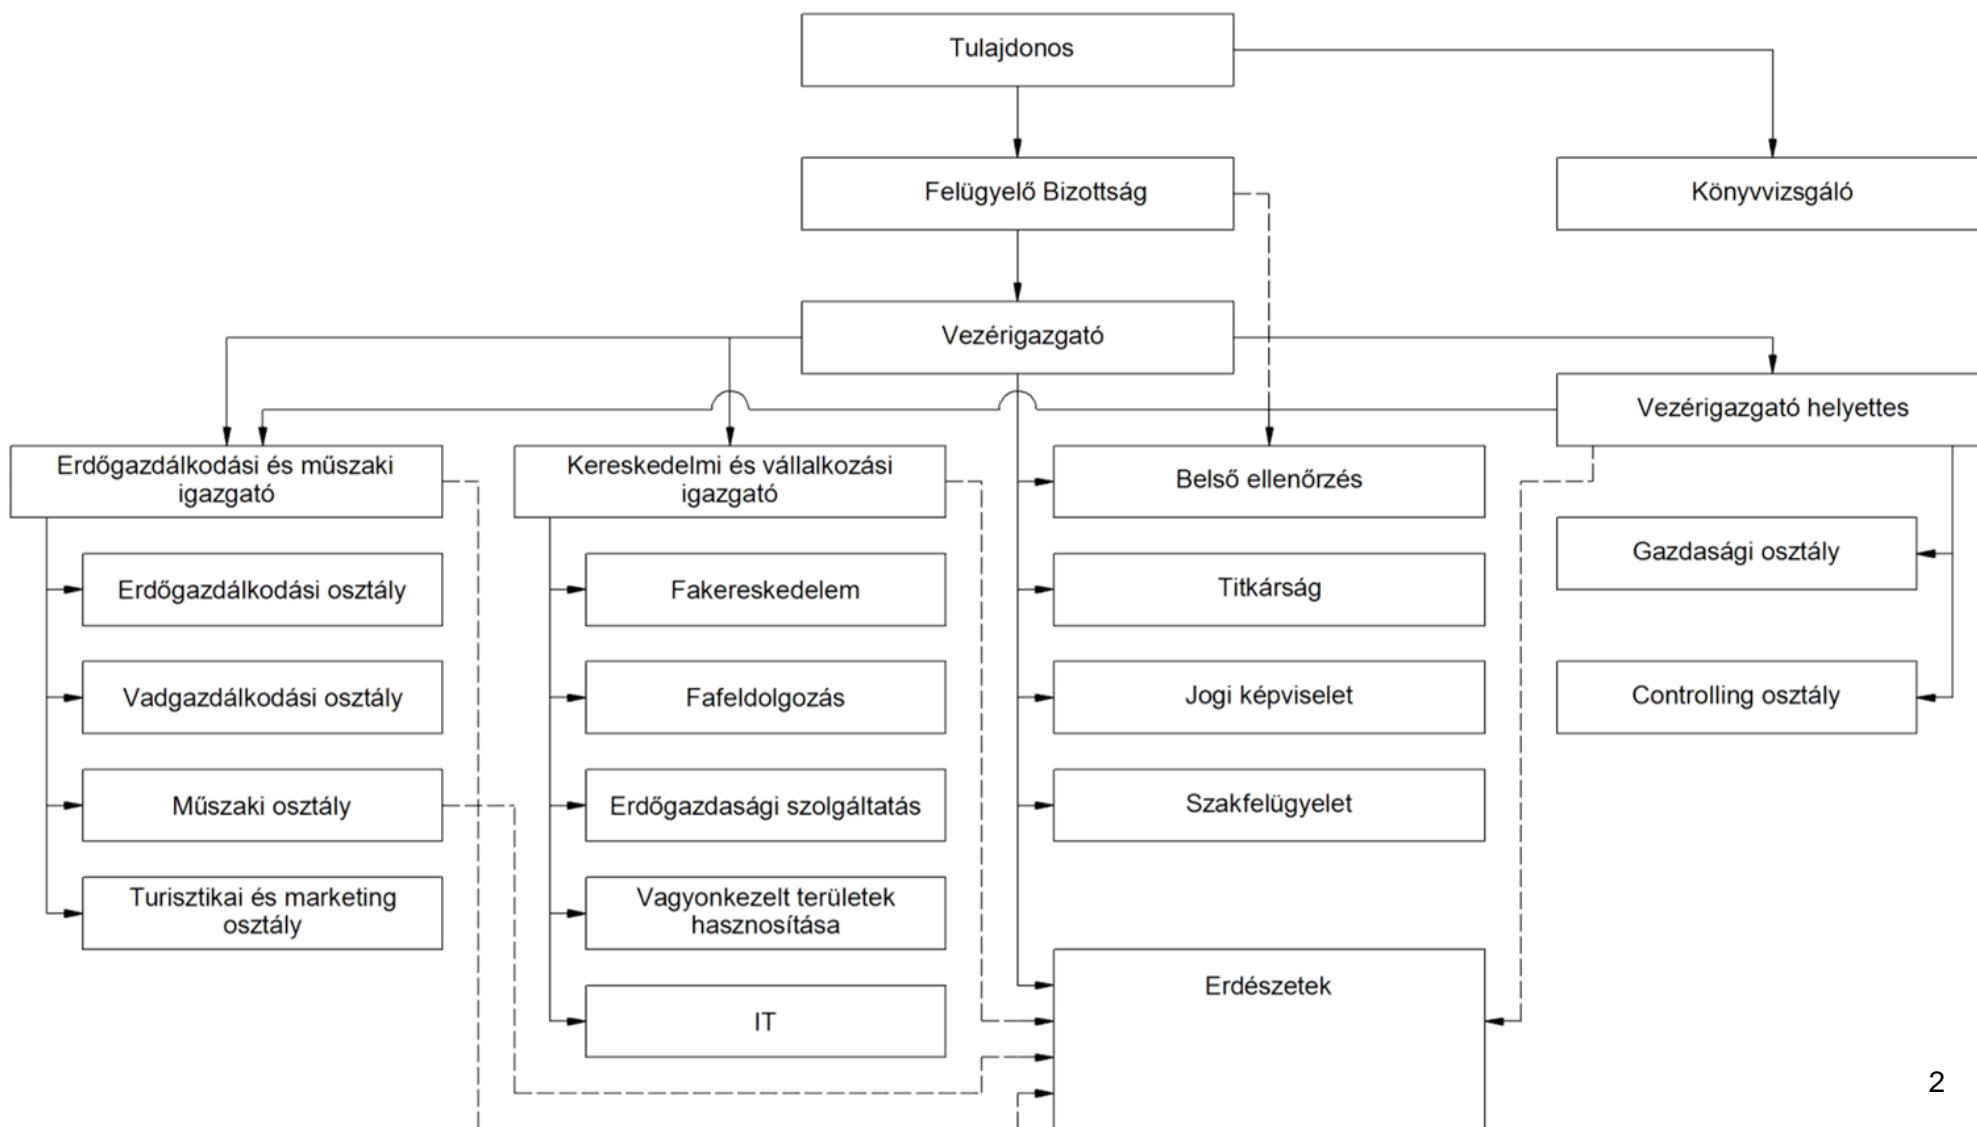 Tulajdonos
Felügyelő Bizottság
Könyvvizsgáló
Vezérigazgató
Vezérigazgató helyettes
Erdőgazdálkodási és műszaki
igazgató
Kereskedelmi és vállalkozási
igazgató
Belső ellenőrzés
Gazdasági osztály
Erdőgazdálkodási osztály
Fakereskedelem
Titkárság
Vadgazdálkodási osztály
Fafeldolgozás
Jogi képviselet
Controlling osztály
Műszaki osztály
Erdőgazdasági szolgáltatás
Szakfelügyelet
Turisztikai és marketing
osztály
Vagyonkezelt területek
hasznosítása
Erdészetek
IT
2